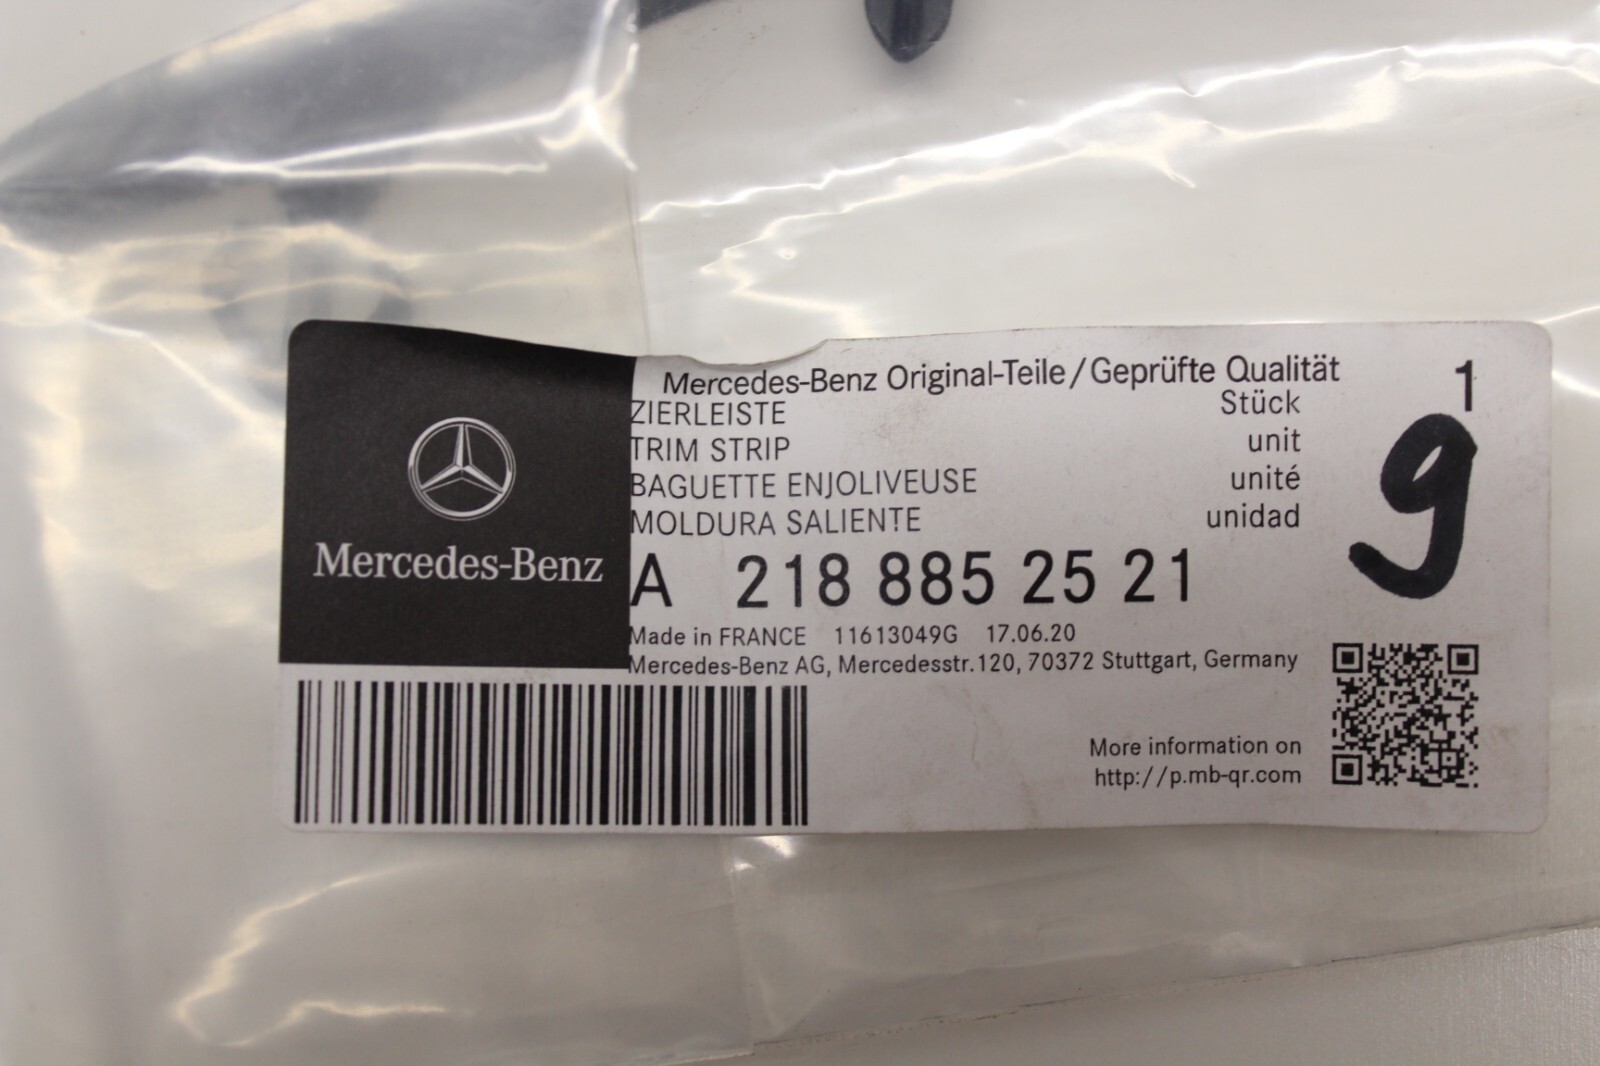 Mercedes-Benz Original-Teile/Geprüfte Qualität 1
ZIERLEISTE Stück
TRIM STRIP unit
BAGUETTE ENJOLIVEUSE unité
MOLDURA SALIENTE unidad
9
Mercedes-Benz
A 218 885 25 21
Made in FRANCE 11613049G 17.06.20
Mercedes-Benz AG, Mercedesstr.120, 70372 Stuttgart, Germany
More information on
http://p.mb-qr.com